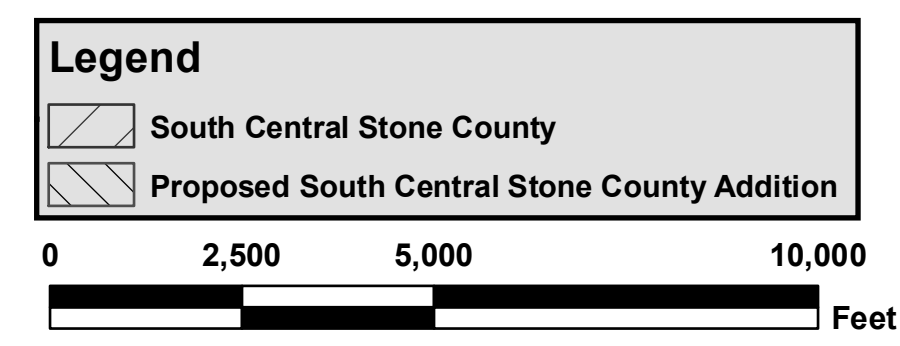 Legend
South Central Stone County
Proposed South Central Stone County Addition
0 2,500 5,000 10,000
Feet